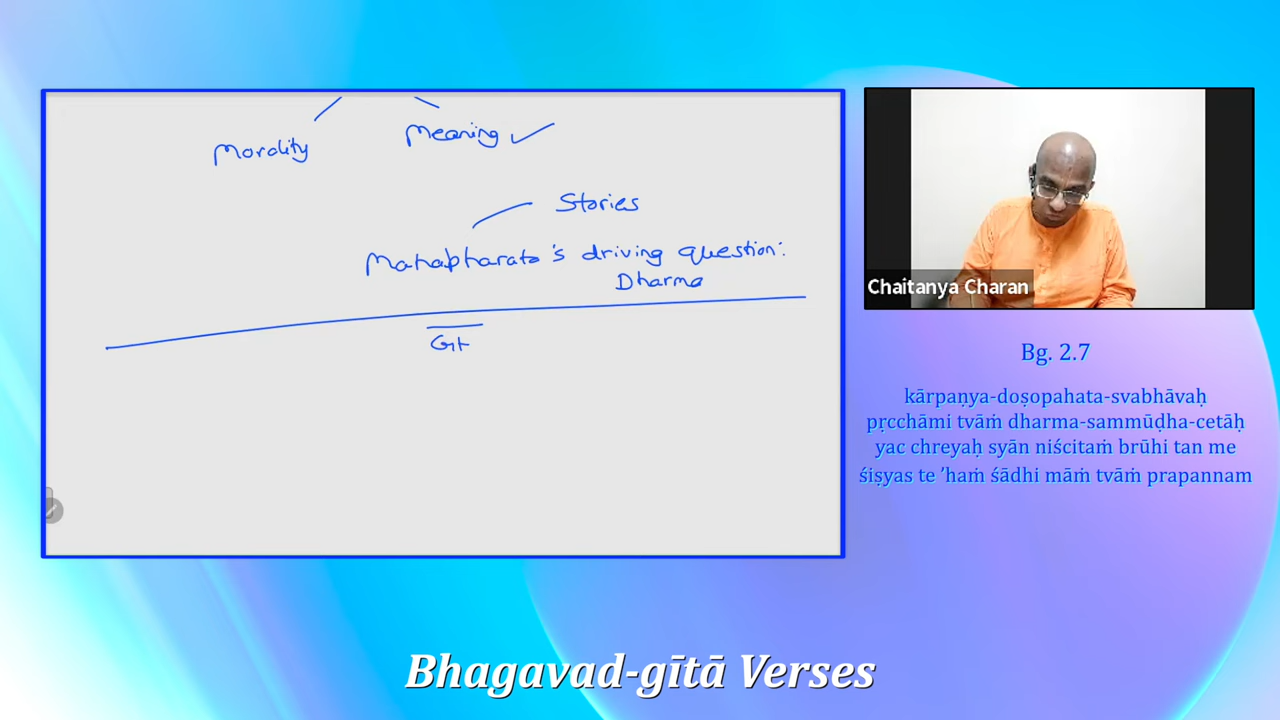 Morality
Meaning
Stories
Mahabharata's driving question:
Dharma
Git
Chaitanya Charan
Bg. 2.7
kārpaṇya-doṣopahata-svabhāvaḥ
pṛcchāmi tvāṁ dharma-sammūḍha-cetāḥ
yac chreyaḥ syān niścitaṁ brūhi tan me
śiṣyas te ’haṁ śādhi māṁ tvāṁ prapannam
Bhagavad-gītā Verses